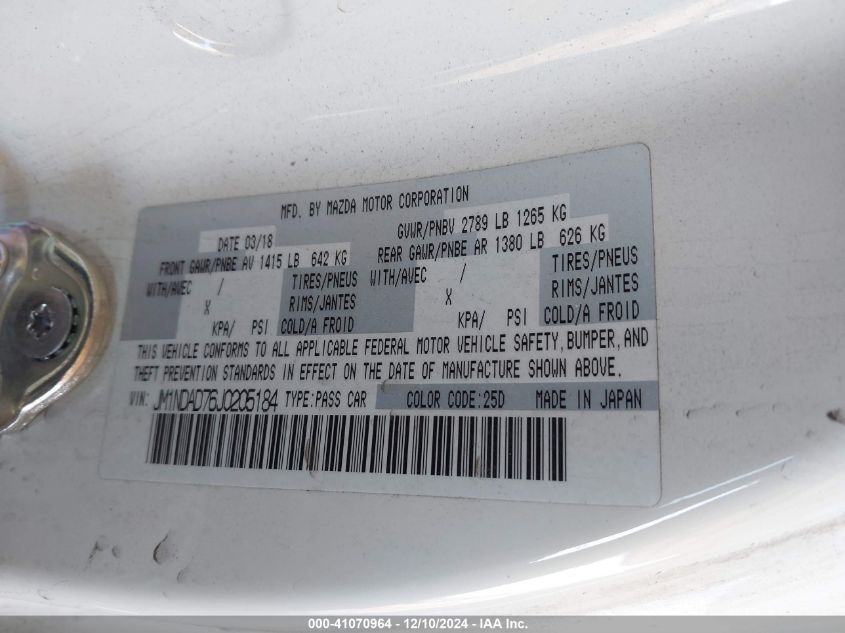 MFD. BY MAZDA MOTOR CORPORATION
DATE 03/18 GVWR/PNBV 2789 LB 1265 KG
FRONT GAWR/PNBE AV 1415 LB 642 KG REAR GAWR/PNBE AR 1380 LB 626 KG
WITH/AVEC / TIRES/PNEUS WITH/AVEC / TIRES/PNEUS
X RIMS/JANTES X RIMS/JANTES
KPA/ PSI COLD/A FROID KPA/ PSI COLD/A FROID
THIS VEHICLE CONFORMS TO ALL APPLICABLE FEDERAL MOTOR VEHICLE SAFETY, BUMPER, AND
THEFT PREVENTION STANDARDS IN EFFECT ON THE DATE OF MANUFACTURE SHOWN ABOVE.
VIN: JM1NDAD76J0205184 TYPE:PASS CAR COLOR CODE:25D MADE IN JAPAN
000-41070964 - 12/10/2024 - IAA Inc.